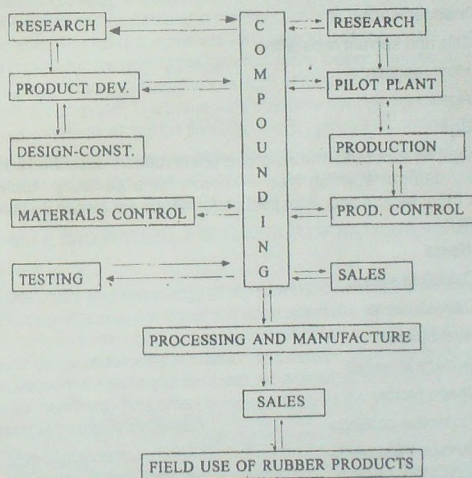 RESEARCH
PRODUCT DEV.
DESIGN-CONST.
MATERIALS CONTROL
TESTING
COMPOUNDING
RESEARCH
PILOT PLANT
PRODUCTION
PROD. CONTROL
SALES
PROCESSING AND MANUFACTURE
SALES
FIELD USE OF RUBBER PRODUCTS